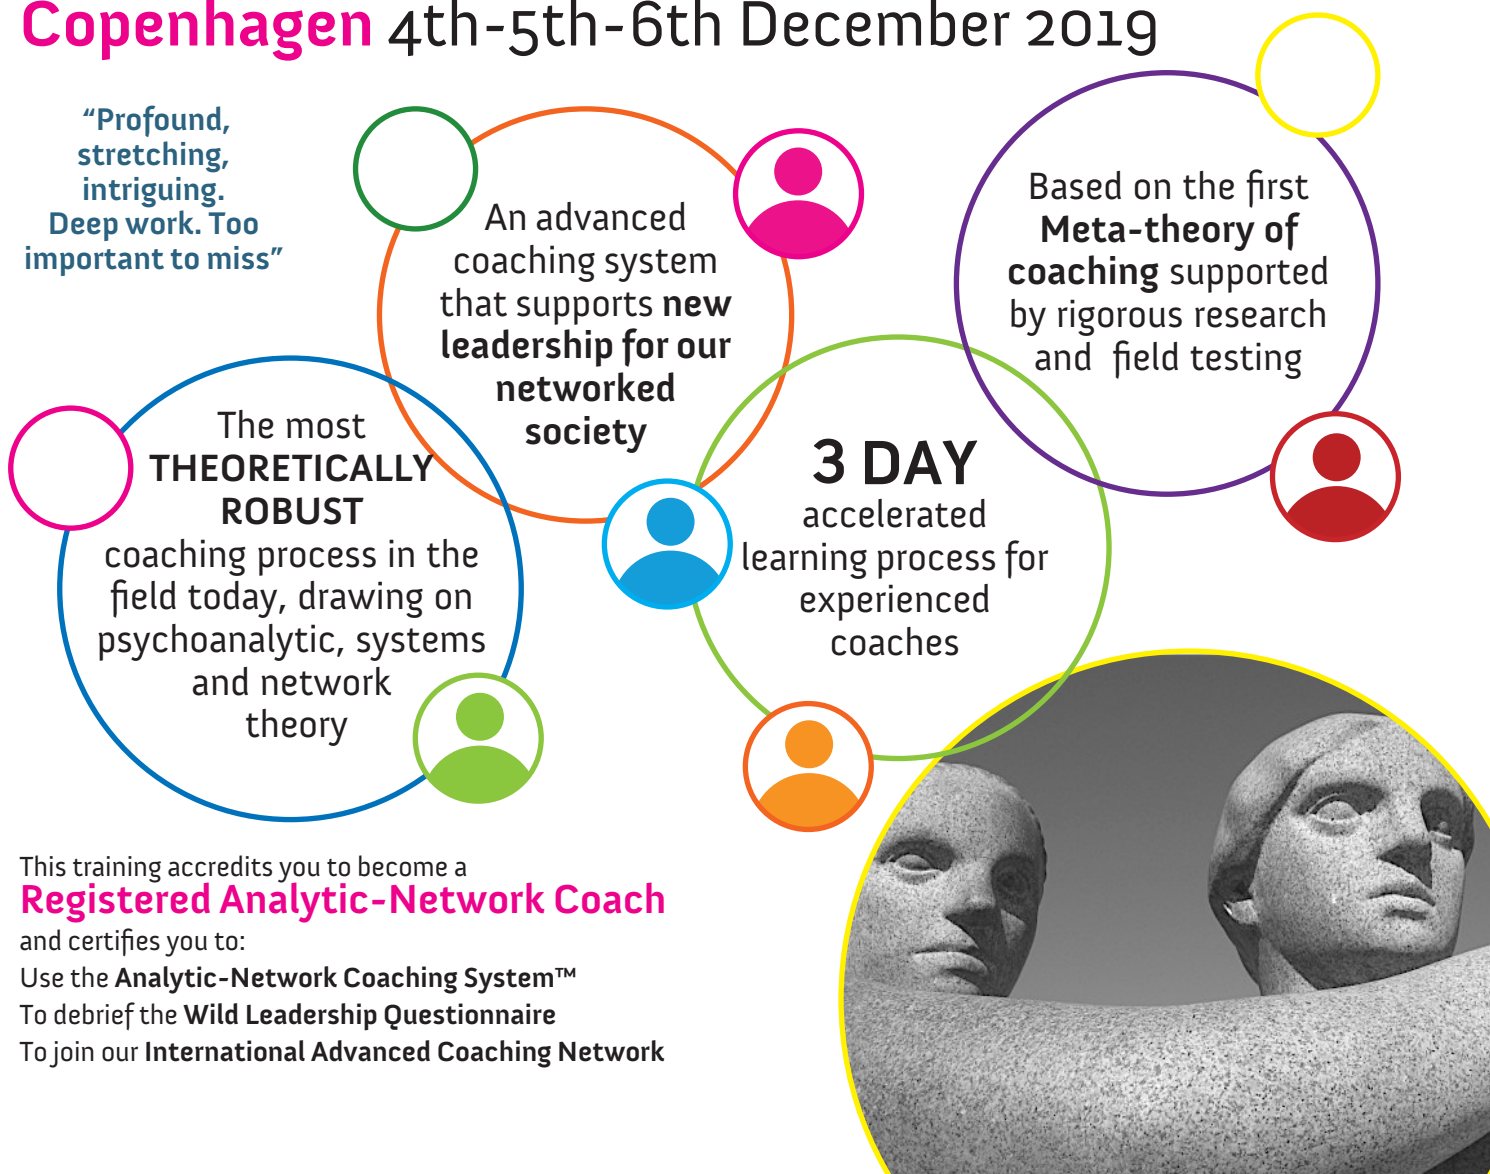 Copenhagen 4th-5th-6th December 2019
“Profound,
stretching,
intriguing.
Deep work. Too
important to miss”
An advanced
coaching system
that supports new
leadership for our
networked
society
Based on the first
Meta-theory of
coaching supported
by rigorous research
and field testing
The most
THEORETICALLY
ROBUST
coaching process in the
field today, drawing on
psychoanalytic, systems
and network
theory
3 DAY
accelerated
learning process for
experienced
coaches
This training accredits you to become a
Registered Analytic-Network Coach
and certifies you to:
Use the Analytic-Network Coaching System™
To debrief the Wild Leadership Questionnaire
To join our International Advanced Coaching Network